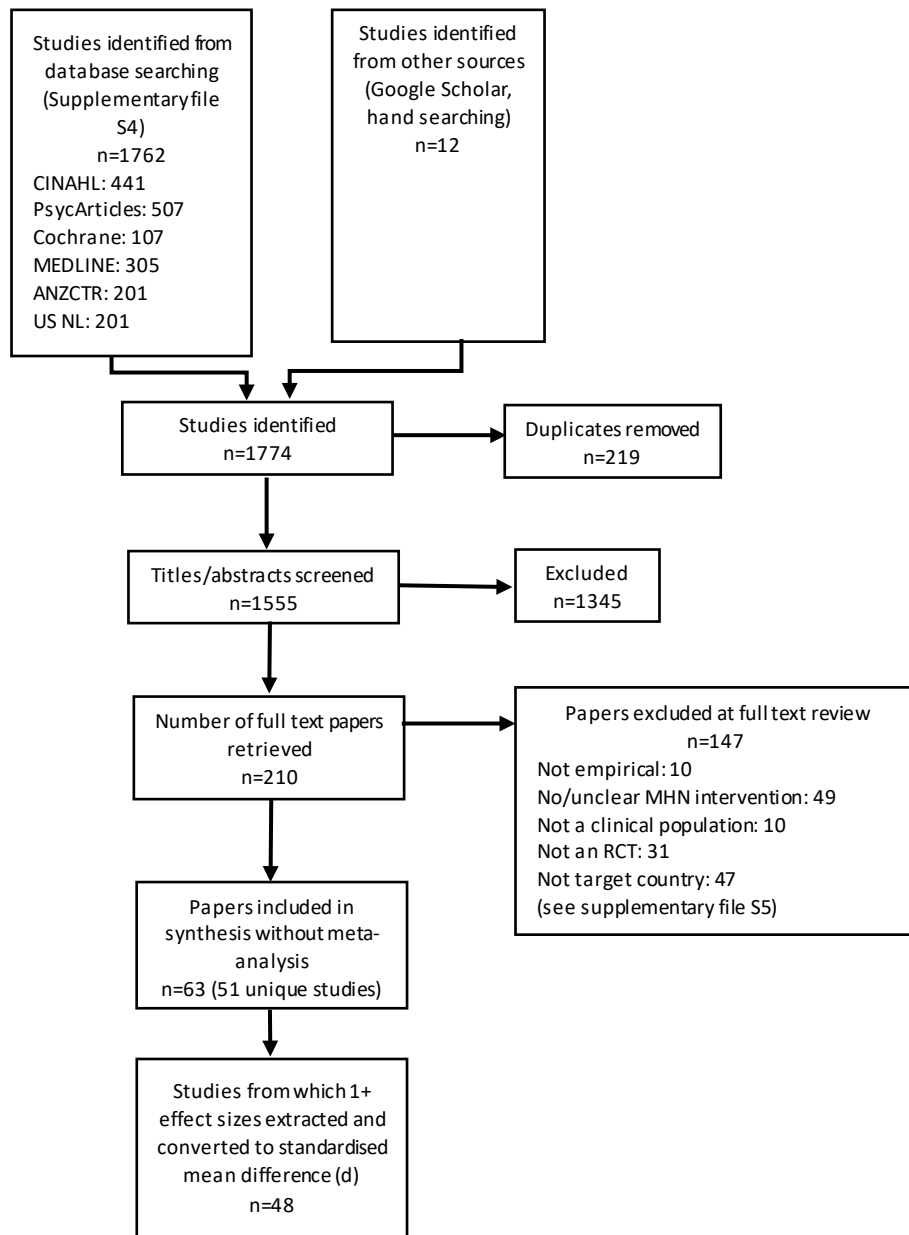 Studies identified from
database searching
(Supplementary file
S4)
n=1762
CINAHL: 441
PsycArticles: 507
Cochrane: 107
MEDLINE: 305
ANZCTR: 201
US NL: 201
Studies identified
from other sources
(Google Scholar,
hand searching)
n=12
Studies identified
n=1774
Duplicates removed
n=219
Titles/abstracts screened
n=1555
Excluded
n=1345
Number of full text papers
retrieved
n=210
Papers excluded at full text review
n=147
Not empirical: 10
No/unclear MHN intervention: 49
Not a clinical population: 10
Not an RCT: 31
Not target country: 47
(see supplementary file S5)
Papers included in
synthesis without meta-
analysis
n=63 (51 unique studies)
Studies from which 1+
effect sizes extracted and
converted to standardised
mean difference (d)
n=48